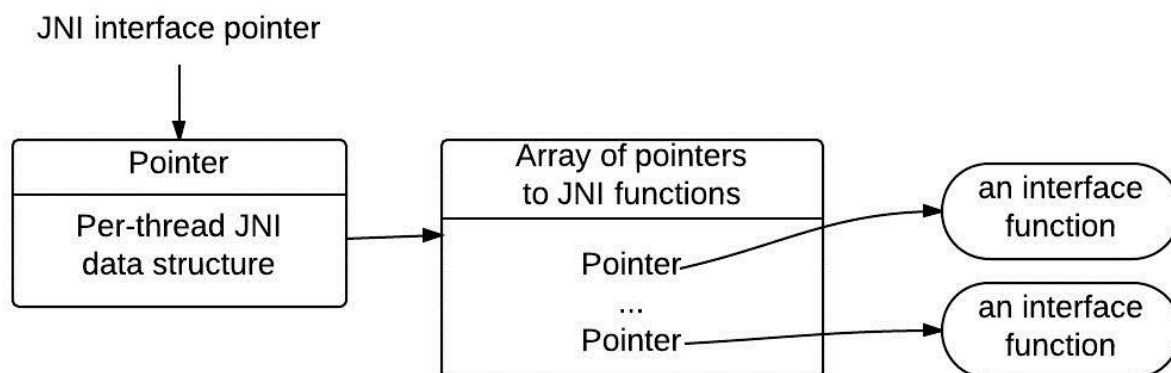 JNI interface pointer
Pointer
Per-thread JNI
data structure
Array of pointers
to JNI functions
Pointer
...
Pointer
an interface
function
an interface
function